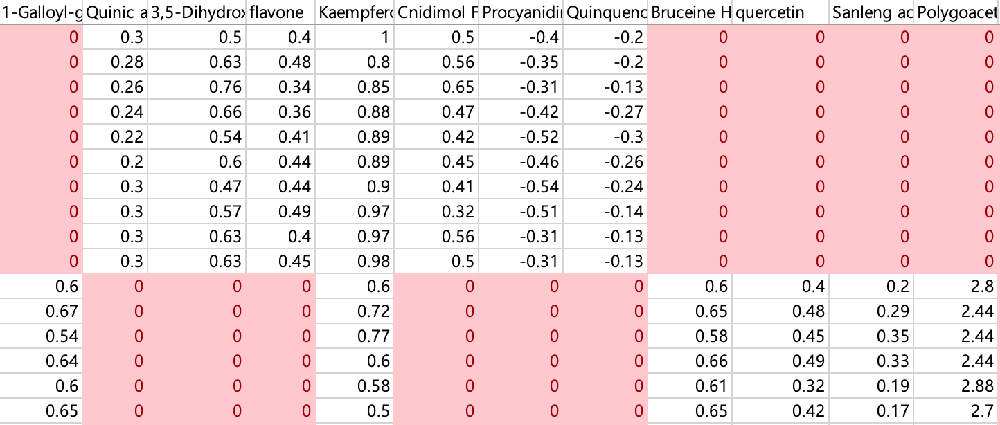 1-Galloyl-g Quinic a 3,5-Dihydrox flavone Kaempfero Cnidimol F Procyanidi Quinquenc Bruceine H quercetin Sanleng ac Polygoacet
0 0.3 0.5 0.4 1 0.5 -0.4 -0.2 0 0 0 0
0 0.28 0.63 0.48 0.8 0.56 -0.35 -0.2 0 0 0 0
0 0.26 0.76 0.34 0.85 0.65 -0.31 -0.13 0 0 0 0
0 0.24 0.66 0.36 0.88 0.47 -0.42 -0.27 0 0 0 0
0 0.22 0.54 0.41 0.89 0.42 -0.52 -0.3 0 0 0 0
0 0.2 0.6 0.44 0.89 0.45 -0.46 -0.26 0 0 0 0
0 0.3 0.47 0.44 0.9 0.41 -0.54 -0.24 0 0 0 0
0 0.3 0.57 0.49 0.97 0.32 -0.51 -0.14 0 0 0 0
0 0.3 0.63 0.4 0.97 0.56 -0.31 -0.13 0 0 0 0
0 0.3 0.63 0.45 0.98 0.5 -0.31 -0.13 0 0 0 0
0.6 0 0 0 0.6 0 0 0 0.6 0.4 0.2 2.8
0.67 0 0 0 0.72 0 0 0 0.65 0.48 0.29 2.44
0.54 0 0 0 0.77 0 0 0 0.58 0.45 0.35 2.44
0.64 0 0 0 0.6 0 0 0 0.66 0.49 0.33 2.44
0.6 0 0 0 0.58 0 0 0 0.61 0.32 0.19 2.88
0.65 0 0 0 0.5 0 0 0 0.65 0.42 0.17 2.7